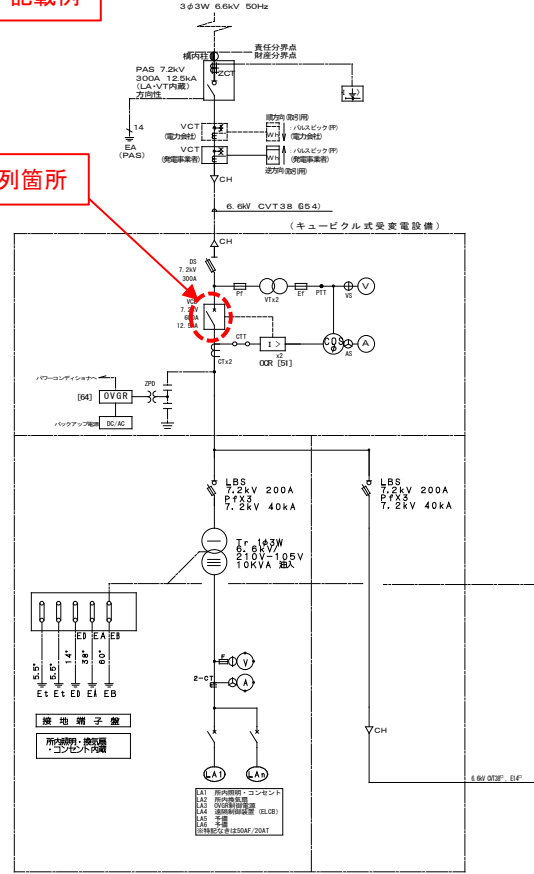 記載例
3φ3W 6.6kV 50Hz
構内柱
責任分界点
財産分界点
PAS 7.2kV
300A 12.5kA
(LA・VT内蔵)
方向性
ZCT
14
EA
(PAS)
VCT
(電力会社)
Wh
順方向(取引用)
: パルスピック(PP)
(電力会社)
VCT
(発電事業者)
Wh
: パルスピック(PP)
(発電事業者)
逆方向(取引用)
CH
列箇所
6.6kV CVT38 (G54)
(キュービクル式受変電設備)
CH
DS
7.2kV
300A
Pf
VTx2
Ef
PTT
VS
V
VCB
7.2kV
600A
12.5kA
CTT
CTx2
I >
x2
OCR [51]
COS
φ
AS
A
パワーコンディショナへ
ZPD
[64]
OVGR
バックアップ電源
DC/AC
LBS
7.2kV 200A
PfX3
7.2kV 40kA
LBS
7.2kV 200A
PfX3
7.2kV 40kA
Tr 1φ3W
6.6kV/
210V-105V
10KVA 油入
ED EA EB
5.5°
5.5°
14°
38°
60°
Et Et ED EA EB
F
V
2-CT
A
接地端子盤
所内照明・換気扇
・コンセント内蔵
CH
LA1
LAn
LA1 所内照明・コンセント
LA2 所内換気扇
LA3 OVGR制御電源
LA4 遠隔制御装置 (ELCB)
LA5 予備
LA6 予備
※特記なきは50AF/20AT